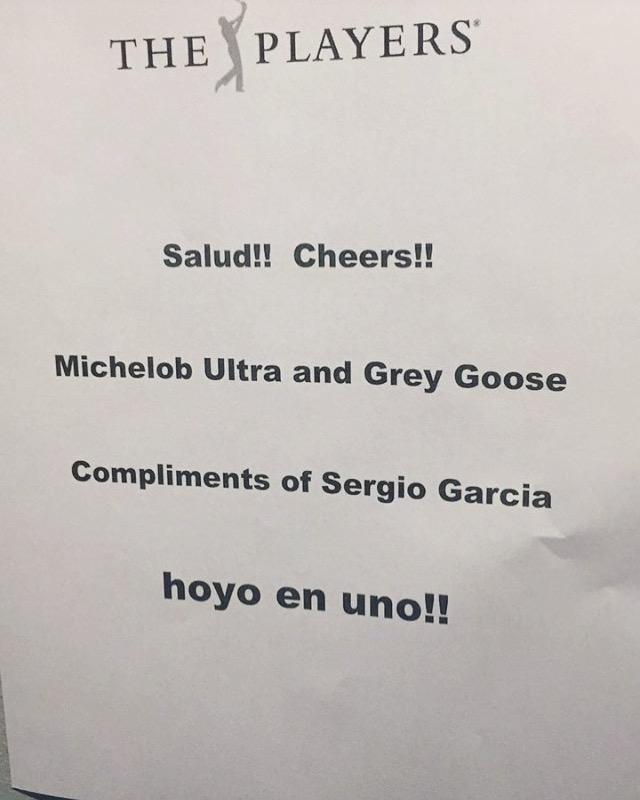 THE PLAYERS®
Salud!! Cheers!!
Michelob Ultra and Grey Goose
Compliments of Sergio Garcia
hoyo en uno!!